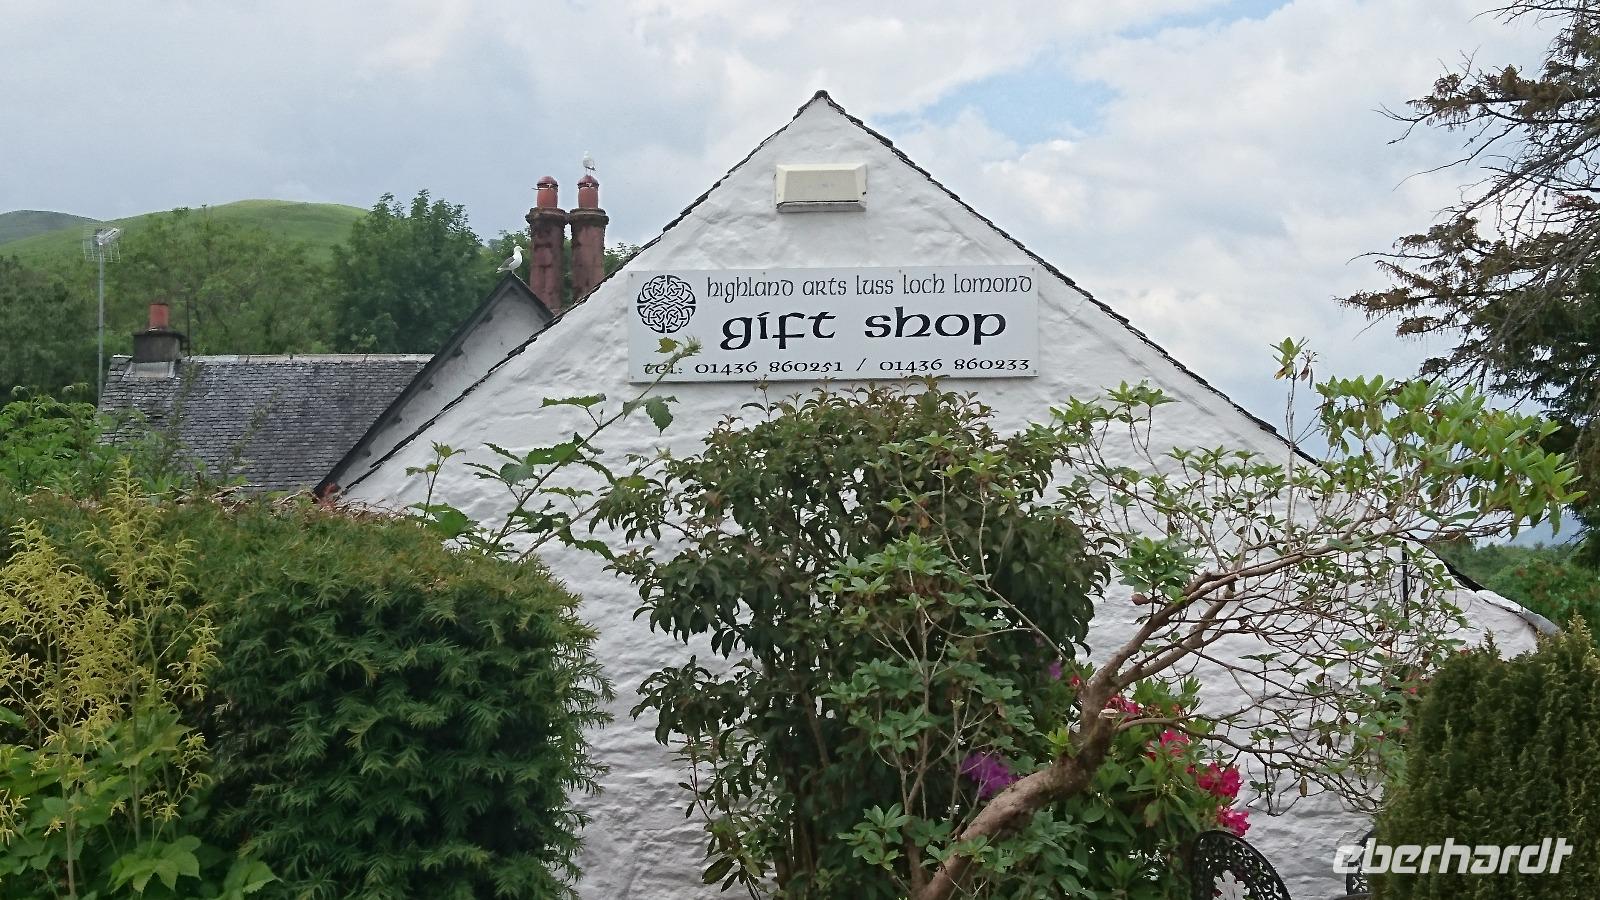 highland arts luss loch lomond
gift shop
tel: 01436 860251 / 01436 860233
eberhardt